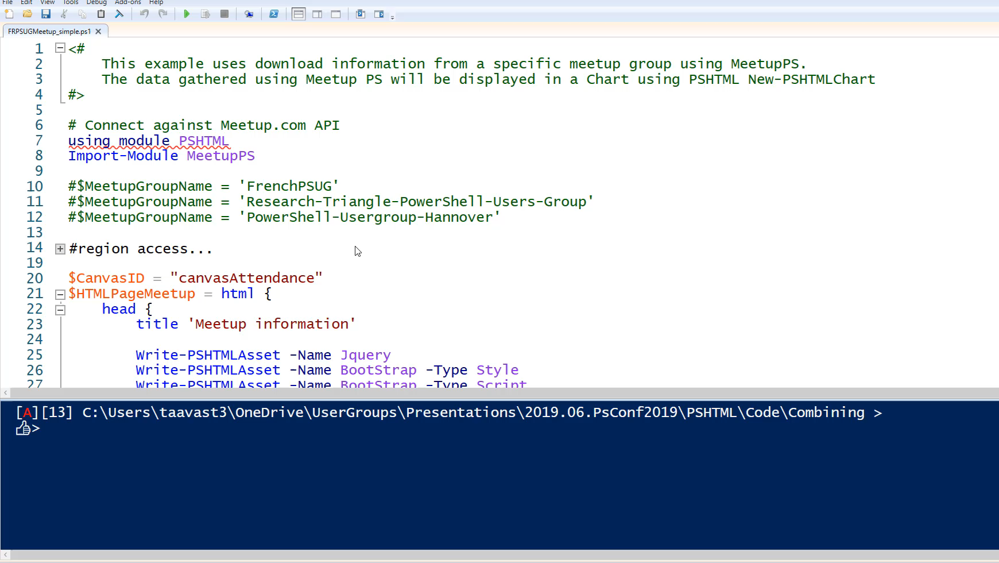 File Edit View Tools Debug Add-ons Help
FRPSUGMeetup_simple.ps1
1 <#
2 This example uses download information from a specific meetup group using MeetupPS.
3 The data gathered using Meetup PS will be displayed in a Chart using PSHTML New-PSHTMLChart
4 #>
5
6 # Connect against Meetup.com API
7 using module PSHTML
8 Import-Module MeetupPS
9
10 #$MeetupGroupName = 'FrenchPSUG'
11 #$MeetupGroupName = 'Research-Triangle-PowerShell-Users-Group'
12 #$MeetupGroupName = 'PowerShell-Usergroup-Hannover'
13
14 #region access...
19
20 $CanvasID = "canvasAttendance"
21 $HTMLPageMeetup = html {
22 head {
23 title 'Meetup information'
24
25 Write-PSHTMLAsset -Name Jquery
26 Write-PSHTMLAsset -Name BootStrap -Type Style
27 Write-PSHTMLAsset -Name BootStrap -Type Script
[A][13] C:\Users\taavast3\OneDrive\UserGroups\Presentations\2019.06.PsConf2019\PSHTML\Code\Combining >
👍>